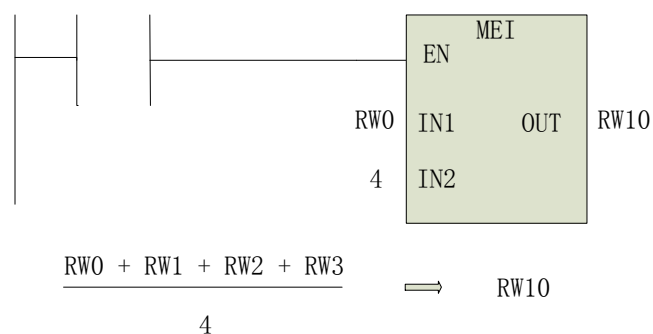 MEI
EN
RW0 IN1 OUT RW10
4 IN2
RW0 + RW1 + RW2 + RW3
RW10
4